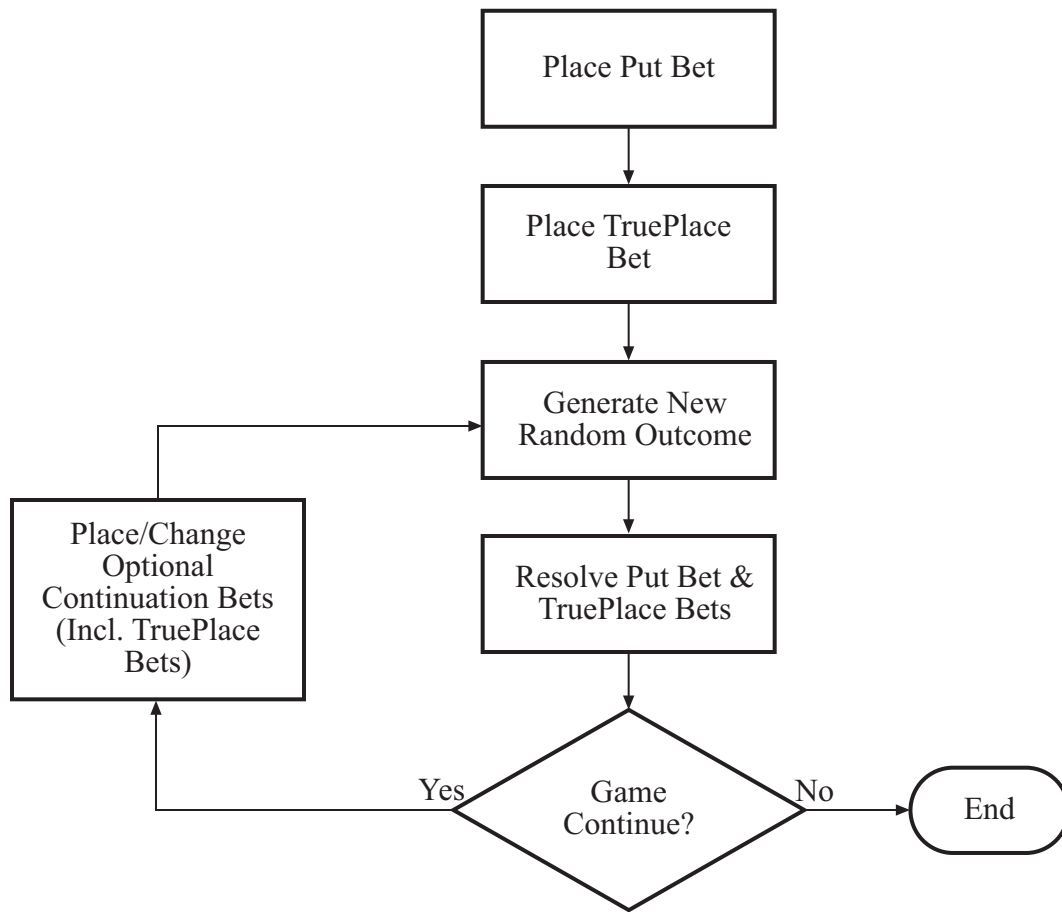 Place Put Bet
Place TruePlace
Bet
Generate New
Random Outcome
Place/Change
Optional
Continuation Bets
(Incl. TruePlace
Bets)
Resolve Put Bet &
TruePlace Bets
Yes
Game
Continue?
No
End